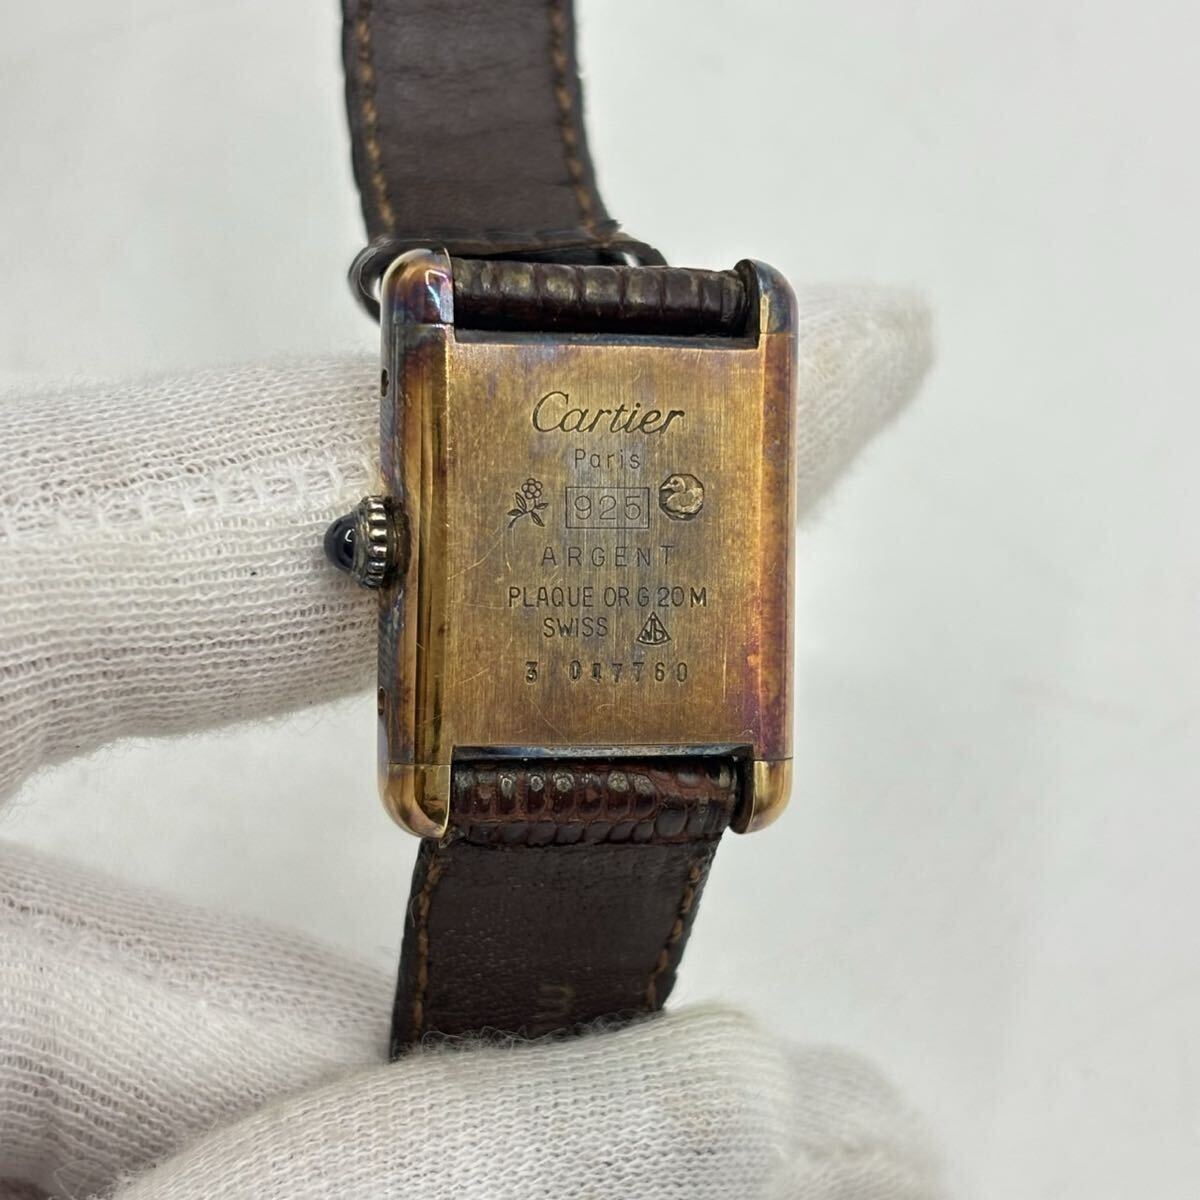 Cartier
Paris
925
ARGENT
PLAQUE OR G 20 M
SWISS
3 047760